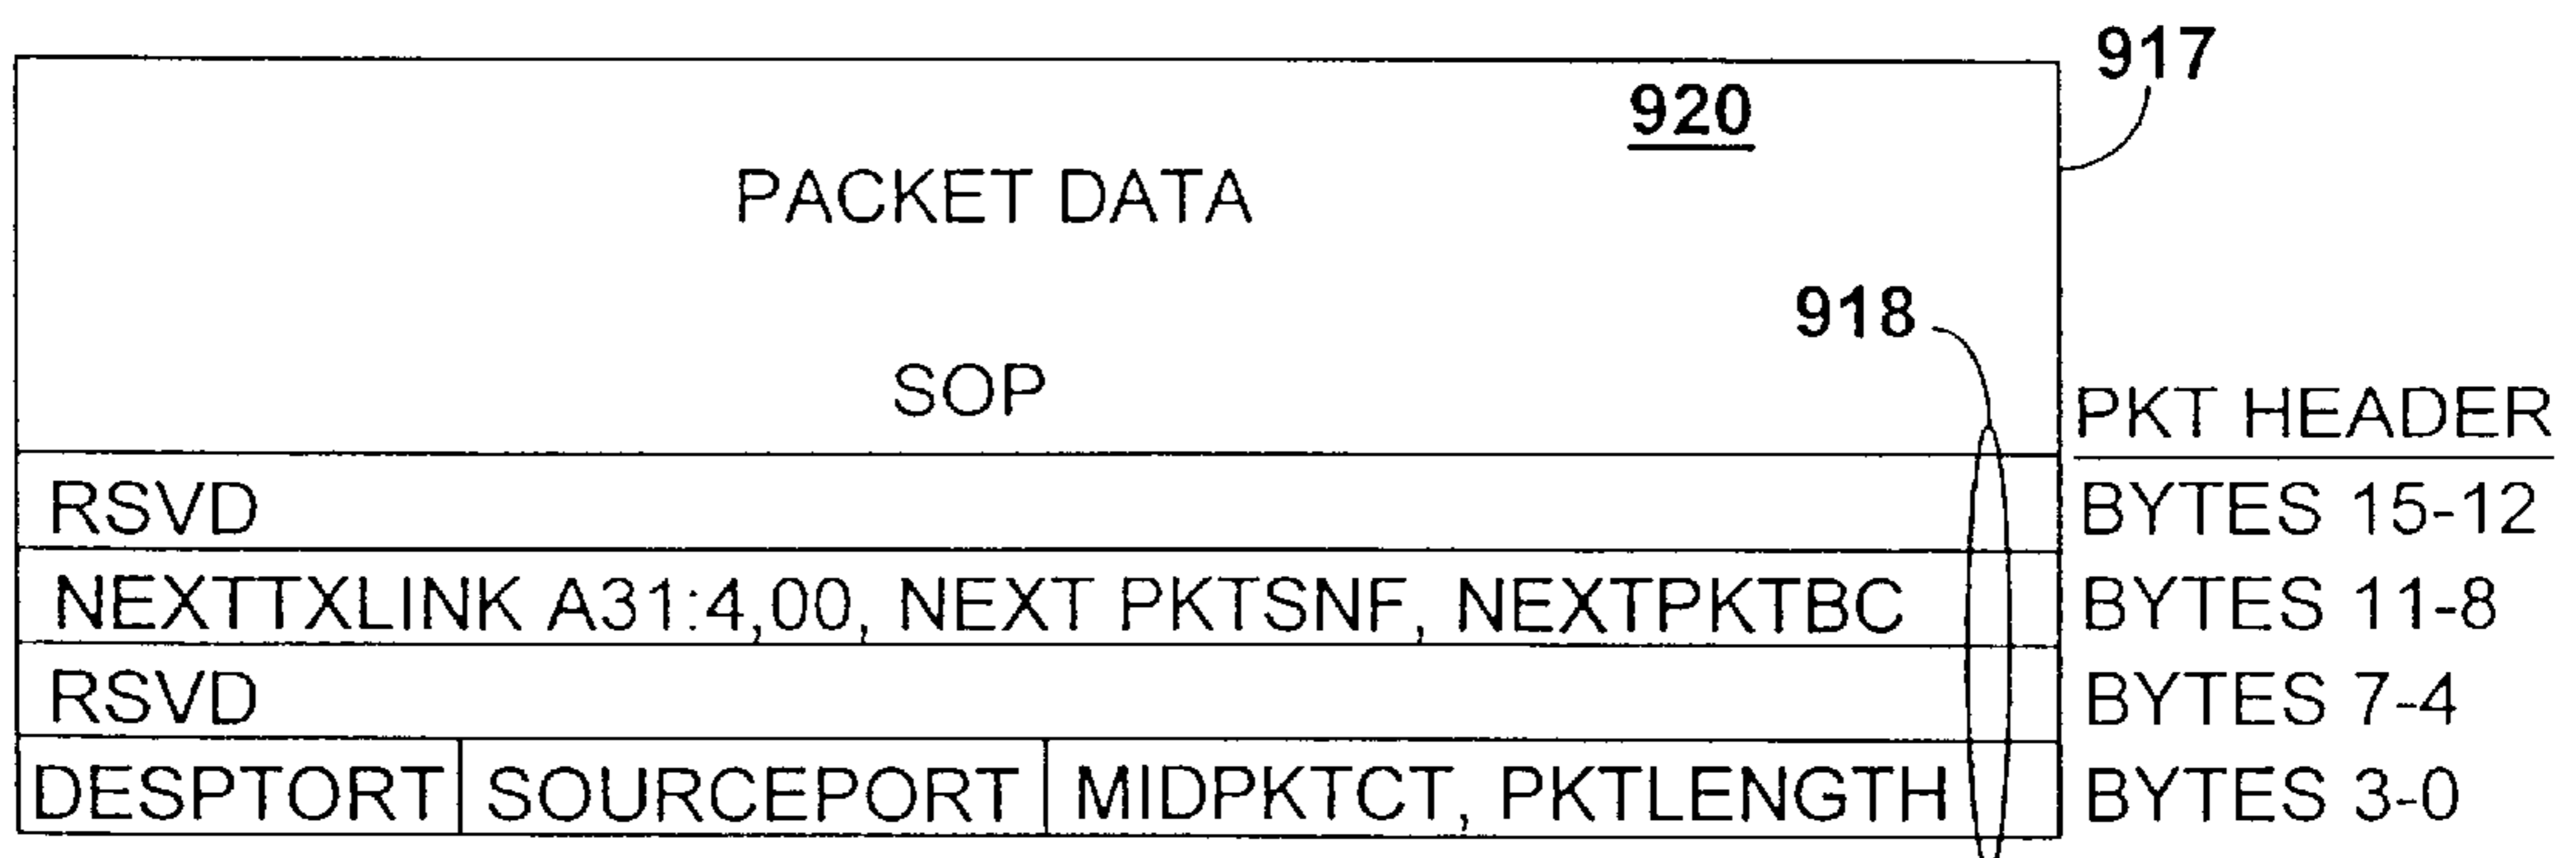 917
920
PACKET DATA
918
SOP
PKT HEADER
RSVD
BYTES 15-12
NEXTTXLINK A31:4,00, NEXT PKTSNF, NEXTPKTBC
BYTES 11-8
RSVD
BYTES 7-4
DESPTORT SOURCEPORT MIDPKTCT, PKTLENGTH
BYTES 3-0